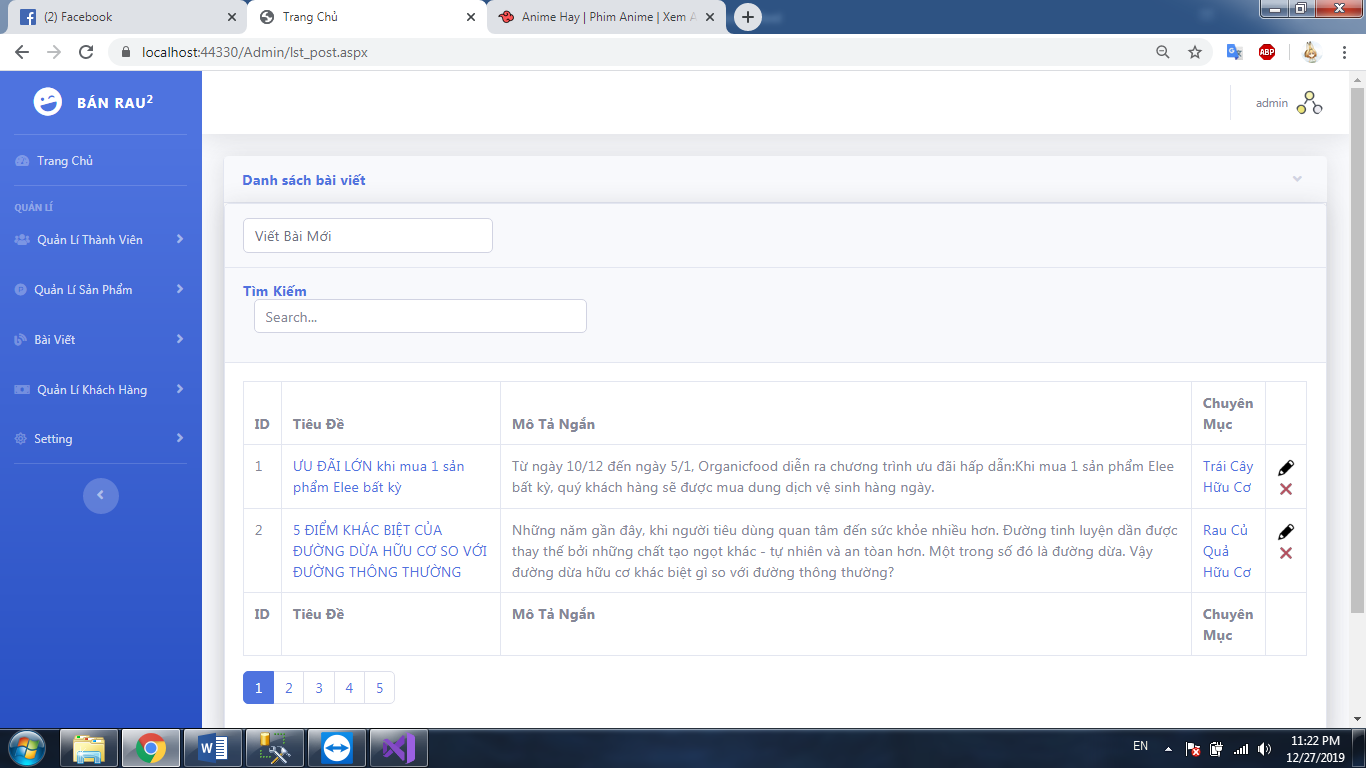 (2) Facebook
Trang Chủ
Anime Hay | Phim Anime | Xem A
localhost:44330/Admin/lst_post.aspx
ABP
BÁN RAU2
admin
Trang Chủ
QUẢN LÍ
Quản Lí Thành Viên
Quản Lí Sản Phẩm
Bài Viết
Quản Lí Khách Hàng
Setting
Danh sách bài viết
Viết Bài Mới
Tìm Kiếm
Search...
ID Tiêu Đề Mô Tả Ngắn Chuyên
Mục
1 ƯU ĐÃI LỚN khi mua 1 sản Từ ngày 10/12 đến ngày 5/1, Organicfood diễn ra chương trình ưu đãi hấp dẫn:Khi mua 1 sản phẩm Elee Trái Cây
phẩm Elee bất kỳ bất kỳ, quý khách hàng sẽ được mua dung dịch vệ sinh hàng ngày. Hữu Cơ
2 5 ĐIỂM KHÁC BIỆT CỦA Những năm gần đây, khi người tiêu dùng quan tâm đến sức khỏe nhiều hơn. Đường tinh luyện dần được Rau Củ
ĐƯỜNG DỪA HỮU CƠ SO VỚI thay thế bởi những chất tạo ngọt khác - tự nhiên và an tòan hơn. Một trong số đó là đường dừa. Vậy Quả
ĐƯỜNG THÔNG THƯỜNG đường dừa hữu cơ khác biệt gì so với đường thông thường? Hữu Cơ
ID Tiêu Đề Mô Tả Ngắn Chuyên
Mục
1 2 3 4 5
EN
11:22 PM
12/27/2019